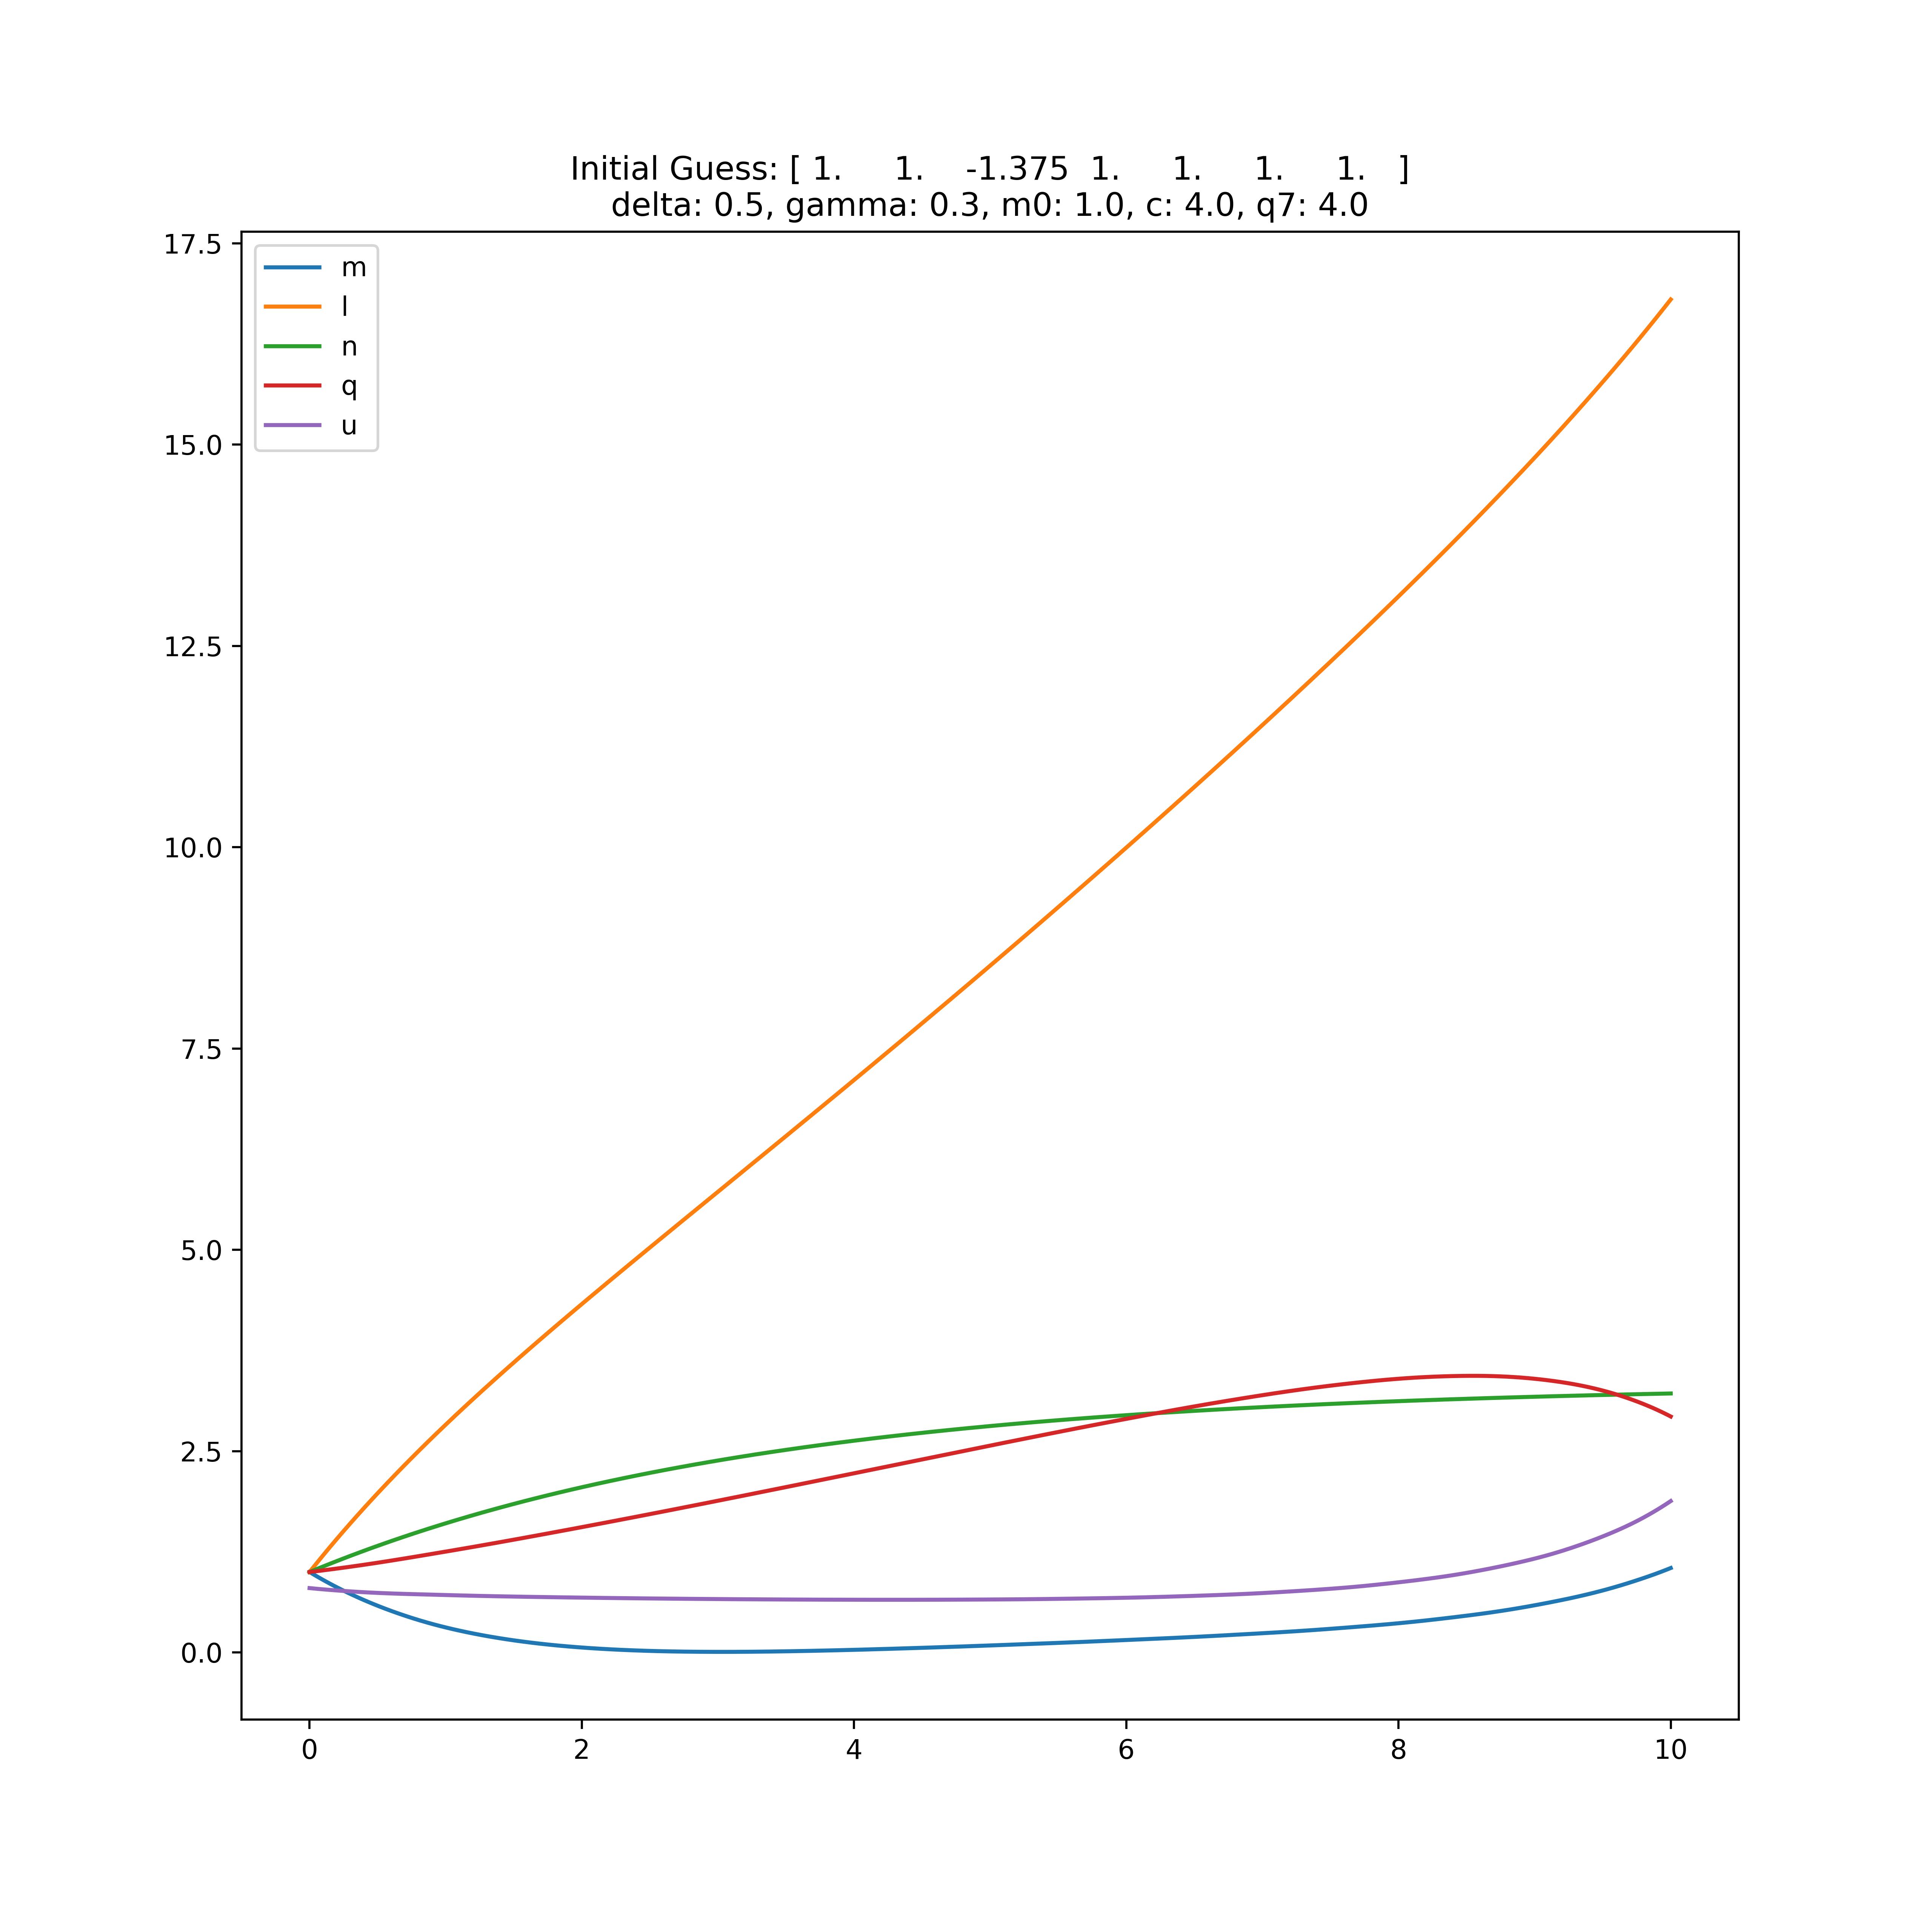 Initial Guess: [ 1. 1. -1.375 1. 1. 1. 1. ]
delta: 0.5, gamma: 0.3, m0: 1.0, c: 4.0, q7: 4.0
17.5
15.0
12.5
10.0
7.5
5.0
2.5
0.0
m
l
n
q
u
0 2 4 6 8 10